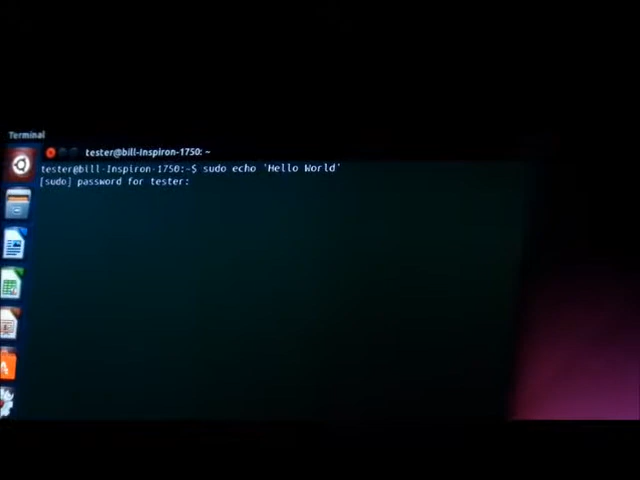 Terminal
tester@bill-Inspiron-1750: ~
tester@bill-Inspiron-1750:~$ sudo echo 'Hello World'
[sudo] password for tester: